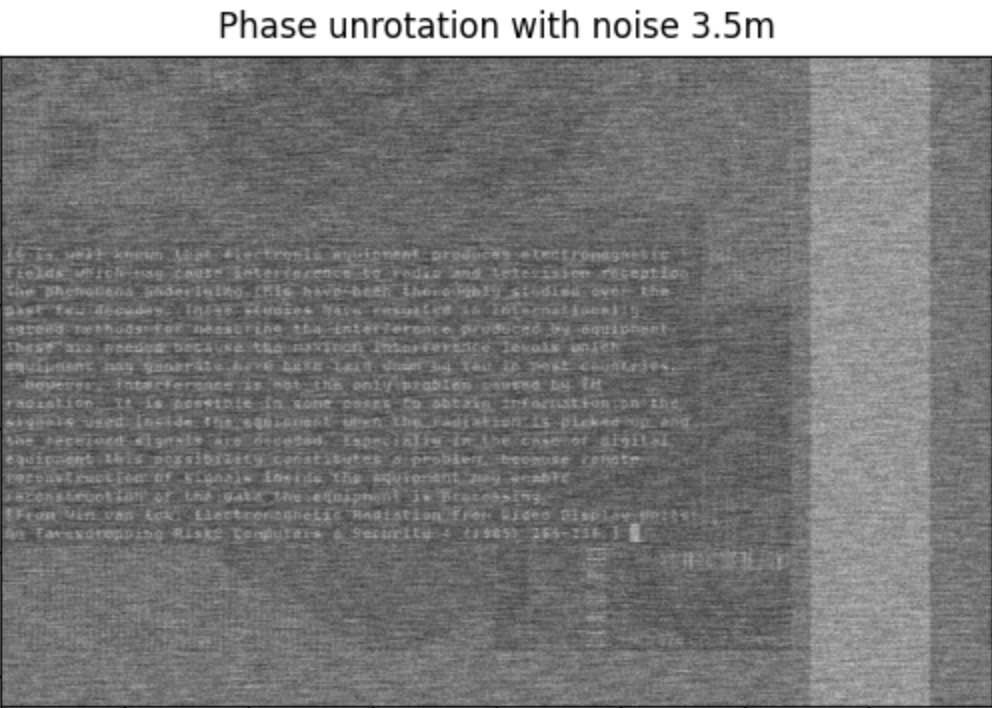 Phase unrotation with noise 3.5m
It is well known that electronic equipment produces electromagnetic
fields which may cause interference to radio and television reception
The phenomena underlying this have been thoroughly studied over the
past few decades. These studies have resulted in internationally
agreed methods for measuring the interference produced by equipment.
These are needed because the maximum interference levels which
equipment may generate have been laid down by law in most countries.
However, interference is not the only problem caused by EM
radiation. It is possible in some cases to obtain information on the
signals used inside the equipment when the radiation is picked up and
the received signals are decoded. Especially in the case of digital
equipment this possibility constitutes a problem, because remote
reconstruction of signals inside the equipment may enable
reconstruction of the data the equipment is processing.
[From Wim van Eck, Electromagnetic Radiation from Video Display Units:
An Eavesdropping Risk? Computers & Security 4 (1985) ]